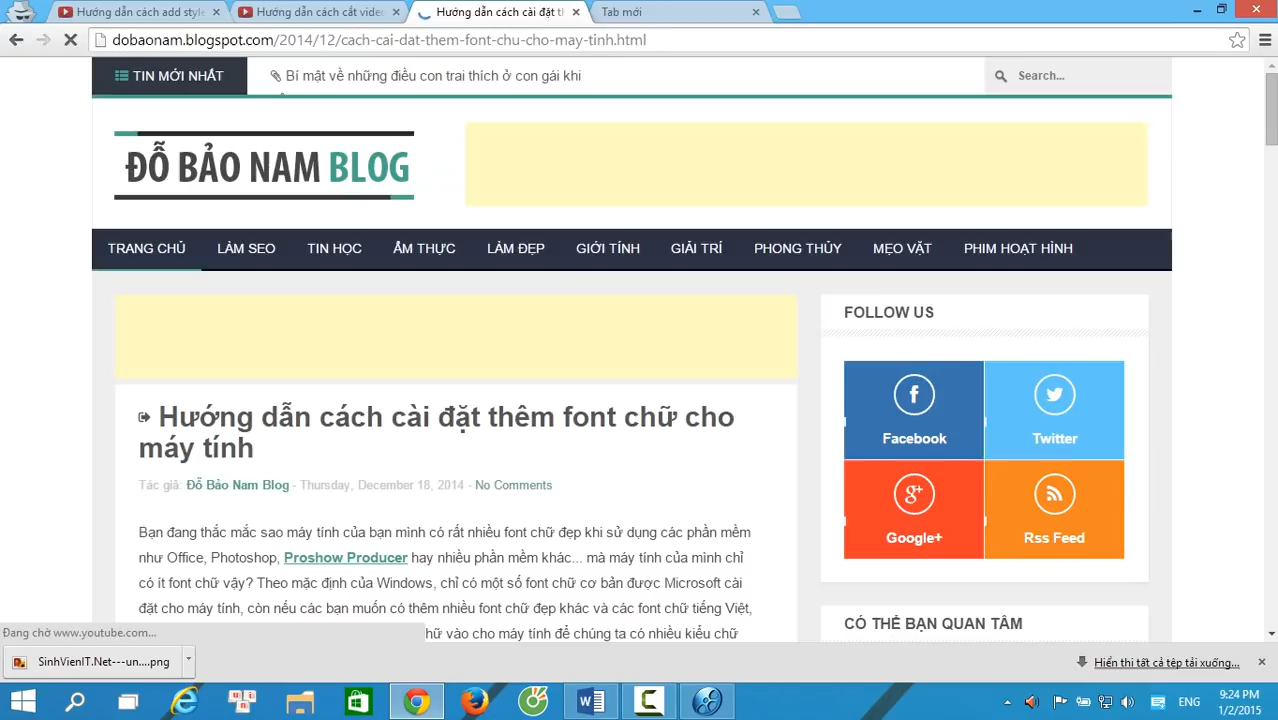 Hướng dẫn cách add style
Hướng dẫn cách cắt video
Hướng dẫn cách cài đặt th
Tab mới
dobaonam.blogspot.com/2014/12/cach-cai-dat-them-font-chu-cho-may-tinh.html
TIN MỚI NHẤT
Bí mật về những điều con trai thích ở con gái khi
Search...
ĐỖ BẢO NAM BLOG
TRANG CHỦ LÀM SEO TIN HỌC ẨM THỰC LÀM ĐẸP GIỚI TÍNH GIẢI TRÍ PHONG THỦY MẸO VẶT PHIM HOẠT HÌNH
Hướng dẫn cách cài đặt thêm font chữ cho
máy tính
Tác giả: Đỗ Bảo Nam Blog - Thursday, December 18, 2014 - No Comments
Bạn đang thắc mắc sao máy tính của bạn mình có rất nhiều font chữ đẹp khi sử dụng các phần mềm
như Office, Photoshop, Proshow Producer hay nhiều phần mềm khác... mà máy tính của mình chỉ
có ít font chữ vậy? Theo mặc định của Windows, chỉ có một số font chữ cơ bản được Microsoft cài
đặt cho máy tính, còn nếu các bạn muốn có thêm nhiều font chữ đẹp khác và các font chữ tiếng Việt,
hữ vào cho máy tính để chúng ta có nhiều kiểu chữ
FOLLOW US
Facebook
Twitter
Google+
Rss Feed
CÓ THỂ BẠN QUAN TÂM
Đang chờ www.youtube.com...
SinhVienIT.Net---un....png
Hiển thị tất cả tệp tải xuống...
ENG
9:24 PM
1/2/2015